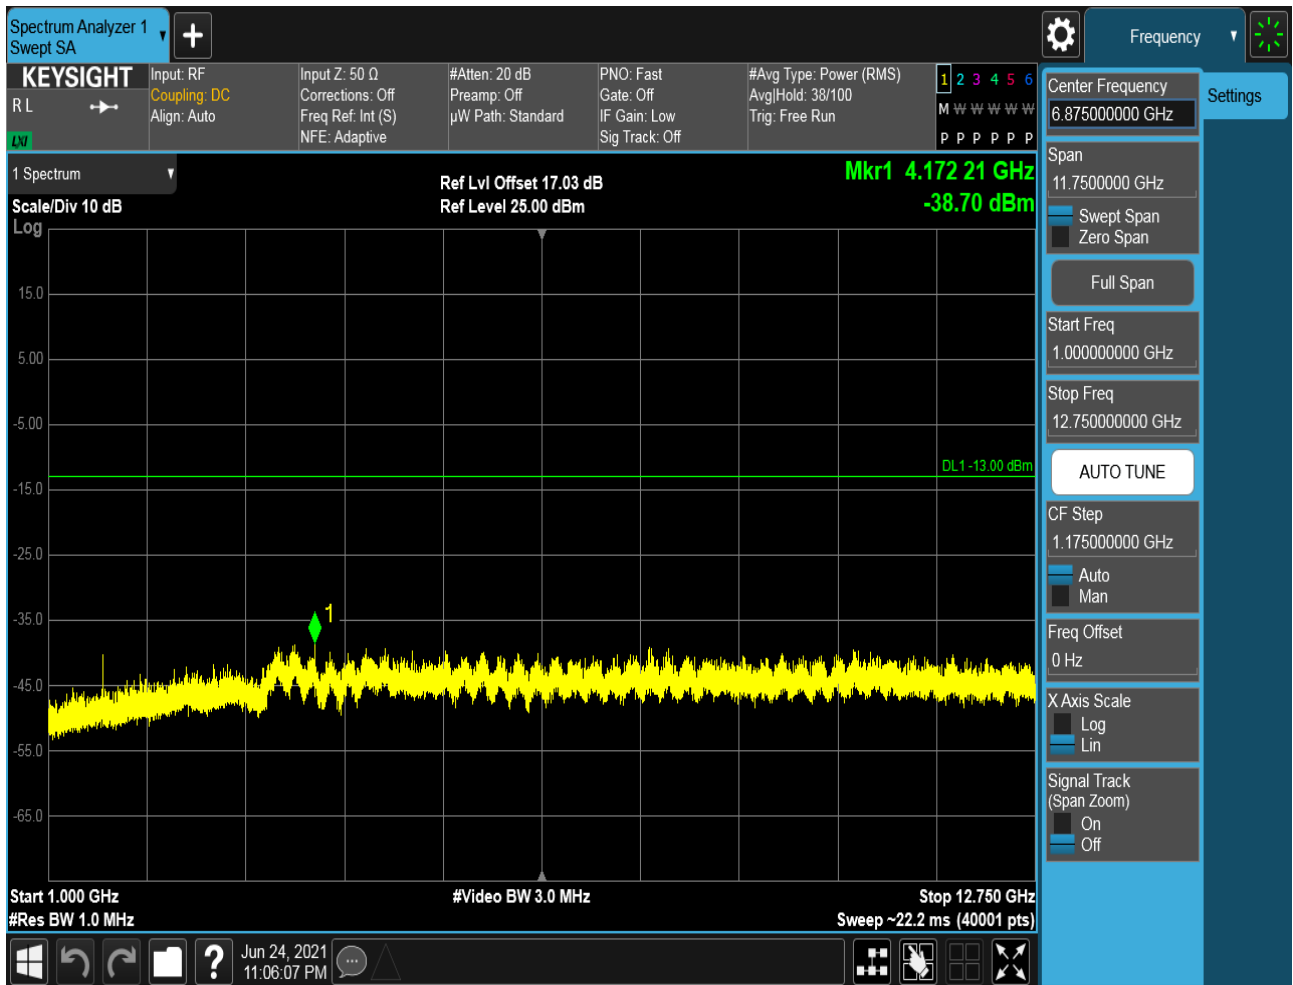 Spectrum Analyzer 1
Swept SA
Frequency
KEYSIGHT
R L
LXI
Input: RF
Coupling: DC
Align: Auto
Input Z: 50 Ω
Corrections: Off
Freq Ref: Int (S)
NFE: Adaptive
#Atten: 20 dB
Preamp: Off
µW Path: Standard
PNO: Fast
Gate: Off
IF Gain: Low
Sig Track: Off
#Avg Type: Power (RMS)
Avg|Hold: 38/100
Trig: Free Run
1 2 3 4 5 6
M W W W W W
P P P P P P
1 Spectrum
Scale/Div 10 dB
Log
Ref Lvl Offset 17.03 dB
Ref Level 25.00 dBm
Mkr1 4.172 21 GHz
-38.70 dBm
15.0
5.00
-5.00
DL1 -13.00 dBm
-15.0
-25.0
-35.0
1
-45.0
-55.0
-65.0
Start 1.000 GHz
#Video BW 3.0 MHz
Stop 12.750 GHz
#Res BW 1.0 MHz
Sweep ~22.2 ms (40001 pts)
Jun 24, 2021
11:06:07 PM
?
Center Frequency
6.875000000 GHz
Settings
Span
11.7500000 GHz
Swept Span
Zero Span
Full Span
Start Freq
1.000000000 GHz
Stop Freq
12.750000000 GHz
AUTO TUNE
CF Step
1.175000000 GHz
Auto
Man
Freq Offset
0 Hz
X Axis Scale
Log
Lin
Signal Track
(Span Zoom)
On
Off